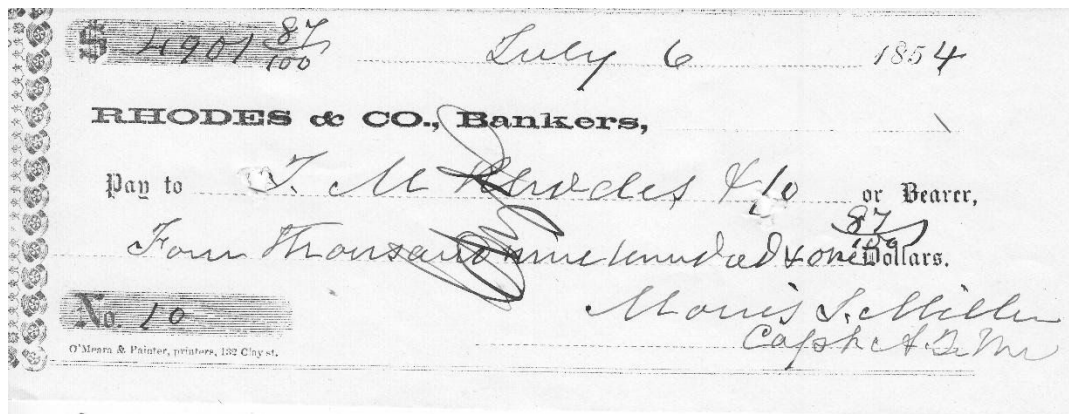 $ 4901 87/100 July 6 1854
RHODES & CO., Bankers,
Pay to T. M Rhodes & Co or Bearer,
Four Thousand nine hundred & one 87/100 Dollars.
No. 10
Morris S. Miller
O'Meara & Painter, printers, 132 Clay st.
Capt. A. Q. M